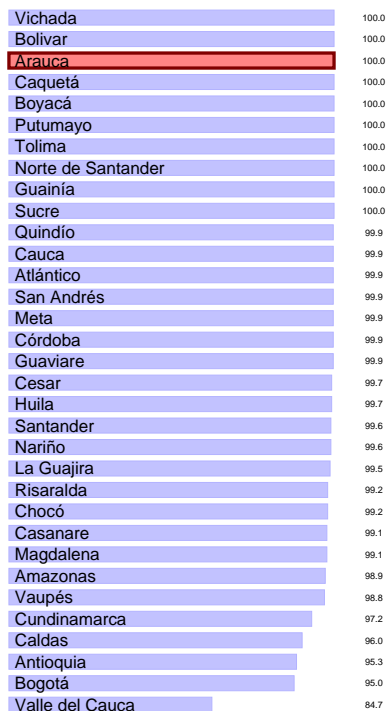 Vichada 100.0
Bolivar 100.0
Arauca 100.0
Caquetá 100.0
Boyacá 100.0
Putumayo 100.0
Tolima 100.0
Norte de Santander 100.0
Guainía 100.0
Sucre 100.0
Quindío 99.9
Cauca 99.9
Atlántico 99.9
San Andrés 99.9
Meta 99.9
Córdoba 99.9
Guaviare 99.9
Cesar 99.7
Huila 99.7
Santander 99.6
Nariño 99.6
La Guajira 99.5
Risaralda 99.2
Chocó 99.2
Casanare 99.1
Magdalena 99.1
Amazonas 98.9
Vaupés 98.8
Cundinamarca 97.2
Caldas 96.0
Antioquia 95.3
Bogotá 95.0
Valle del Cauca 84.7